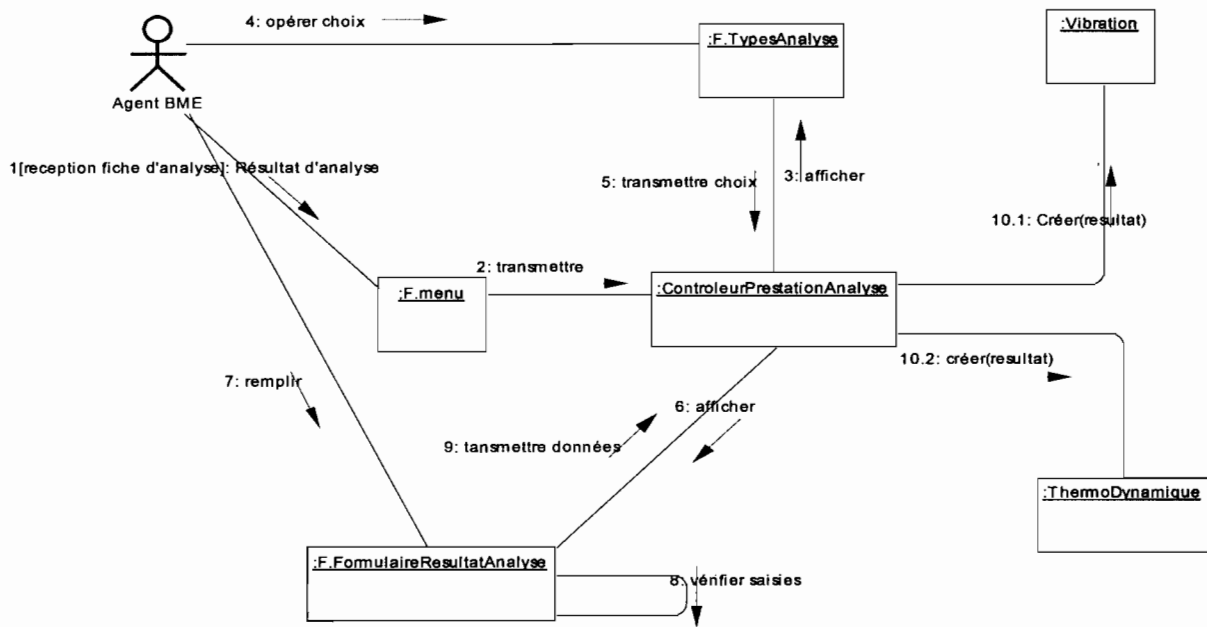 4: opérer choix
:F.TypesAnalyse
:Vibration
Agent BME
1[reception fiche d'analyse]: Résultat d'analyse
5: transmettre choix
3: afficher
10.1: Créer(resultat)
2: transmettre
:F.menu
:ControleurPrestationAnalyse
10.2: créer(resultat)
7: remplir
6: afficher
9: tansmettre données
:ThermoDynamique
:F.FormulaireResultatAnalyse
8: vérifier saisies